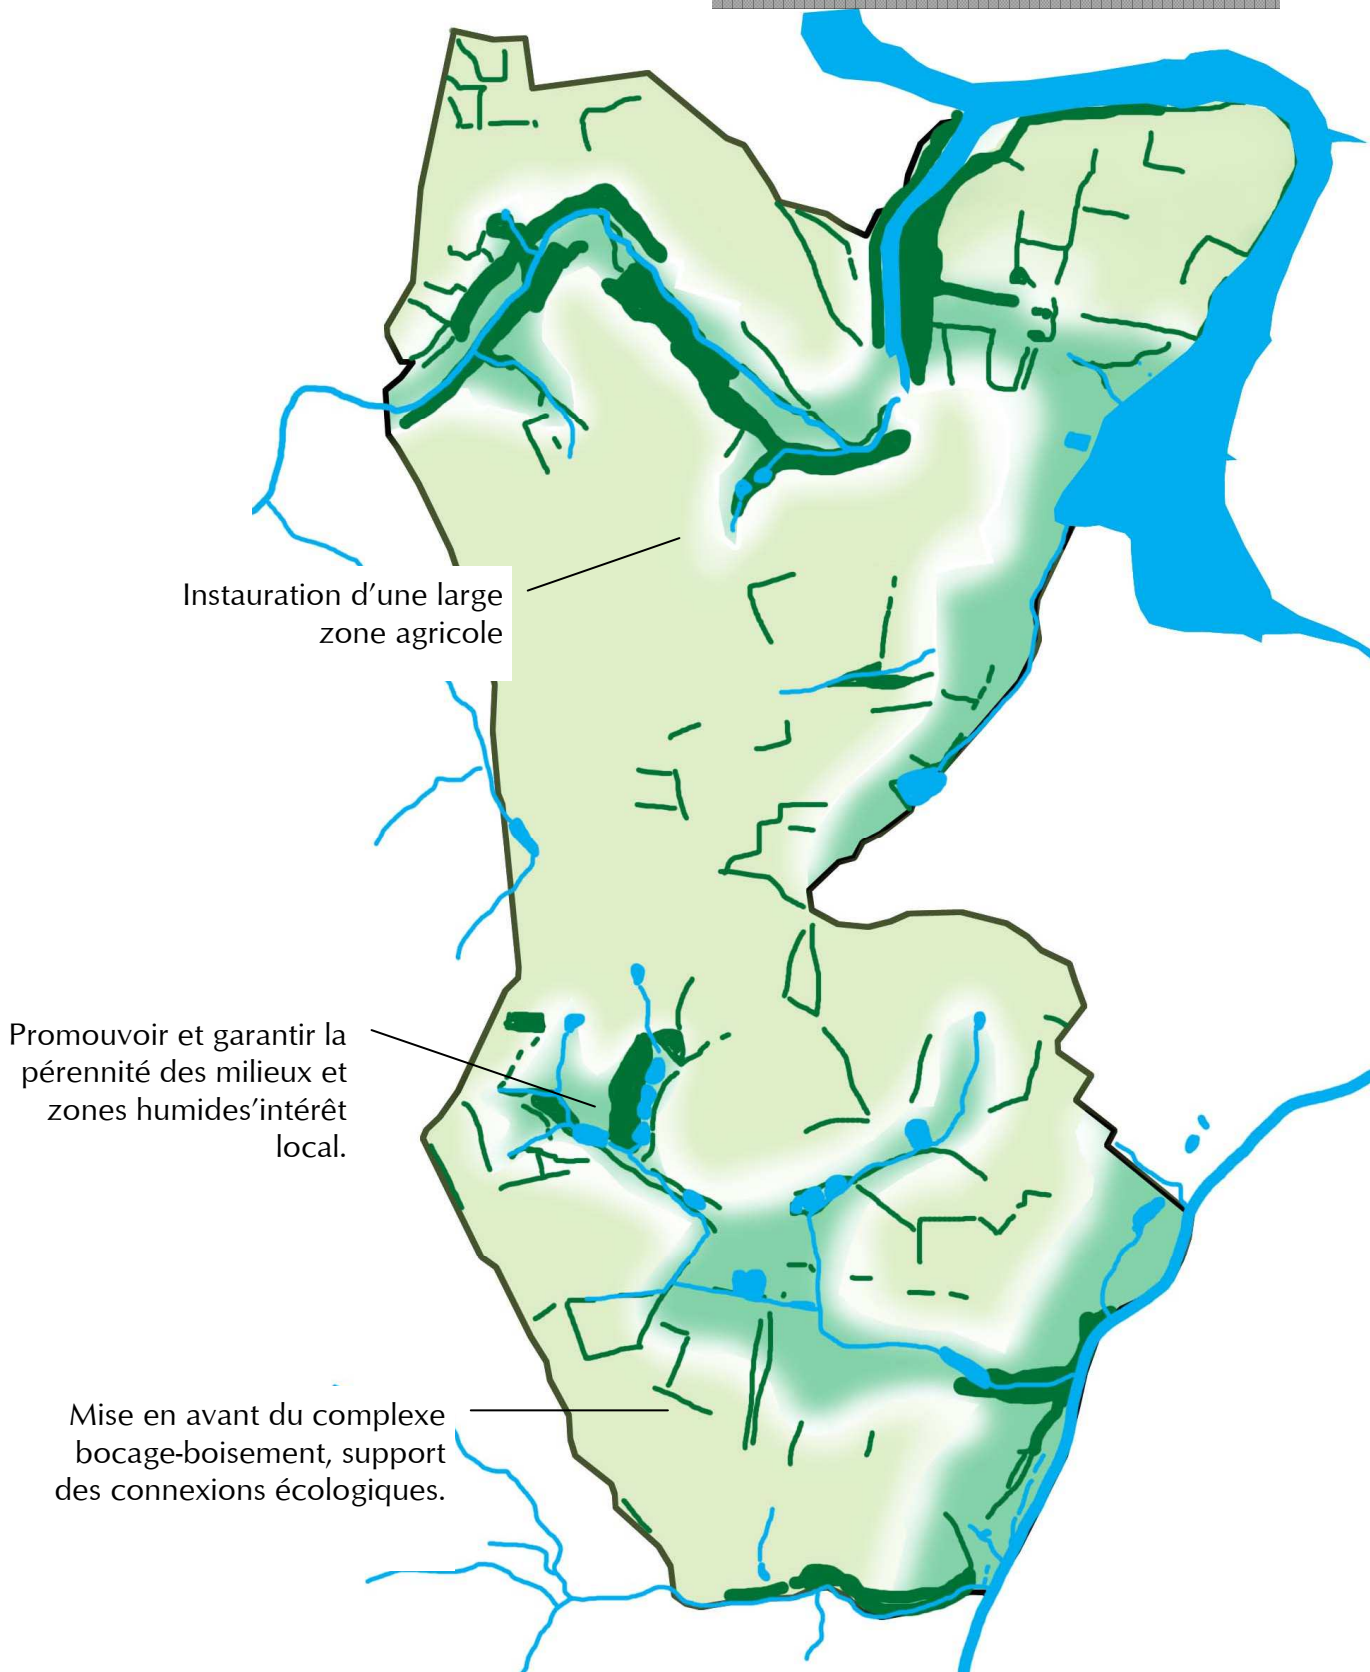 Instauration d’une large
zone agricole
Promouvoir et garantir la
pérennité des milieux et
zones humides’intérêt
local.
Mise en avant du complexe
bocage-boisement, support
des connexions écologiques.